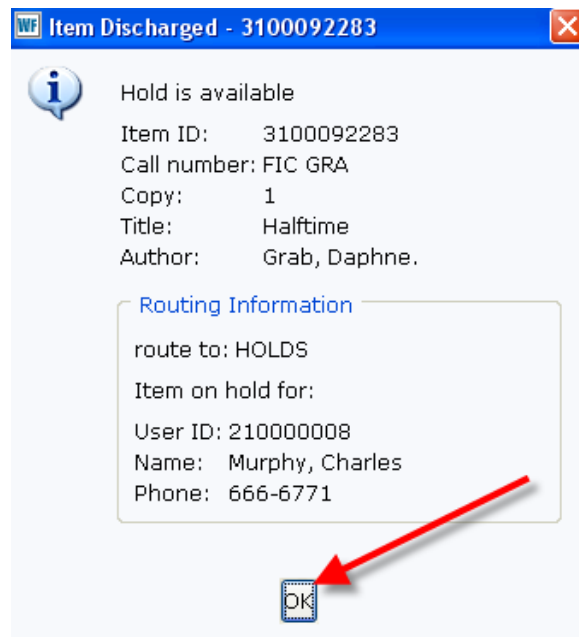 WF Item Discharged - 3100092283
Hold is available
Item ID: 3100092283
Call number: FIC GRA
Copy: 1
Title: Halftime
Author: Grab, Daphne.
Routing Information
route to: HOLDS
Item on hold for:
User ID: 210000008
Name: Murphy, Charles
Phone: 666-6771
OK